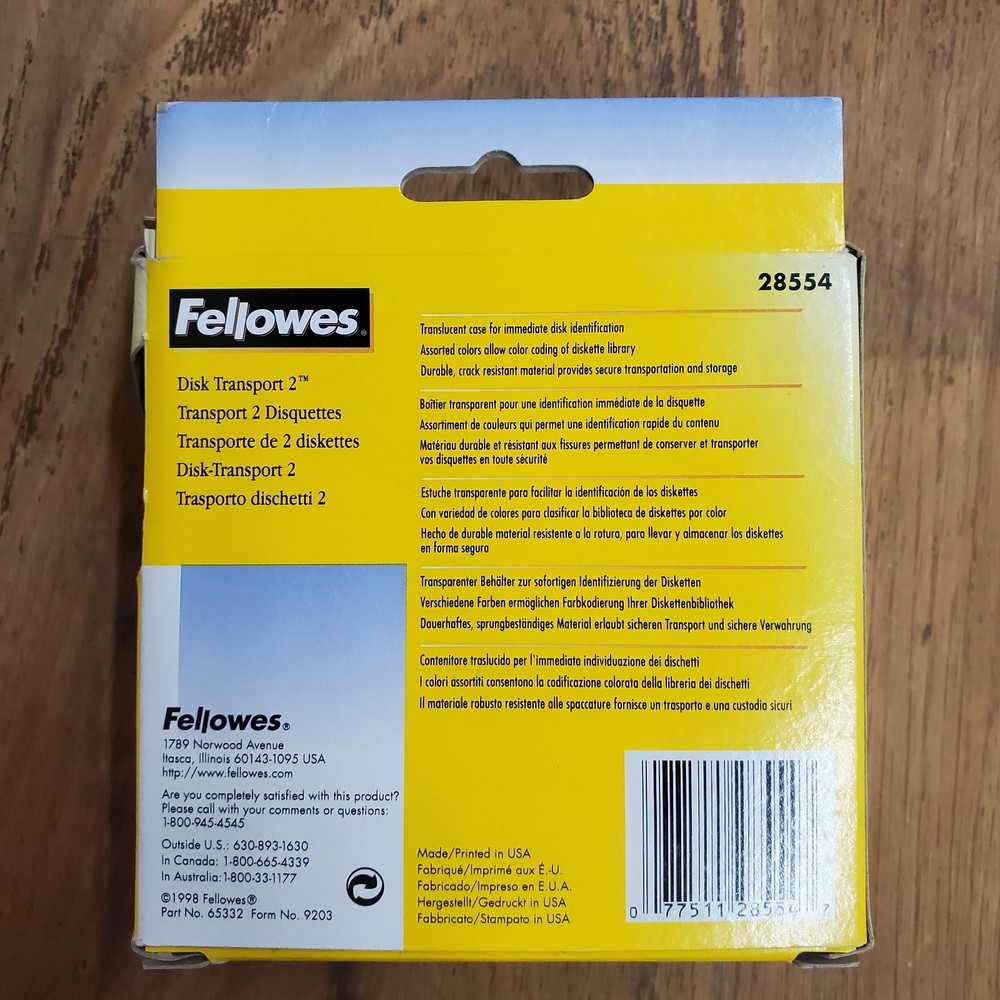 28554
Fellowes®
Disk Transport 2™
Transport 2 Disquettes
Transporte de 2 diskettes
Disk-Transport 2
Trasporto dischetti 2
Translucent case for immediate disk identification
Assorted colors allow color coding of diskette library
Durable, crack resistant material provides secure transportation and storage
Boîtier transparent pour une identification immédiate de la disquette
Assortiment de couleurs qui permet une identification rapide du contenu
Matériau durable et résistant aux fissures permettant de conserver et transporter
vos disquettes en toute sécurité
Estuche transparente para facilitar la identificación de los diskettes
Con variedad de colores para clasificar la biblioteca de diskettes por color
Hecho de durable material resistente a la rotura, para llevar y almacenar los diskettes
en forma segura
Transparenter Behälter zur sofortigen Identifizierung der Disketten
Verschiedene Farben ermöglichen Farbkodierung Ihrer Diskettenbibliothek
Dauerhaftes, sprungbeständiges Material erlaubt sicheren Transport und sichere Verwahrung
Contenitore traslucido per l'immediata individuazione dei dischetti
I colori assortiti consentono la codificazione colorata della libreria dei dischetti
Il materiale robusto resistente alle spaccature fornisce un trasporto e una custodia sicuri
Fellowes®
1789 Norwood Avenue
Itasca, Illinois 60143-1095 USA
http://www.fellowes.com
Are you completely satisfied with this product?
Please call with your comments or questions:
1-800-945-4545
Outside U.S.: 630-893-1630
In Canada: 1-800-665-4339
In Australia:1-800-33-1177
©1998 Fellowes®
Part No. 65332 Form No. 9203
Made/Printed in USA
Fabriqué/Imprimé aux É.-U.
Fabricado/Impreso en E.U.A.
Hergestellt/Gedruckt in USA
Fabbricato/Stampato in USA
0 77511 28554 7